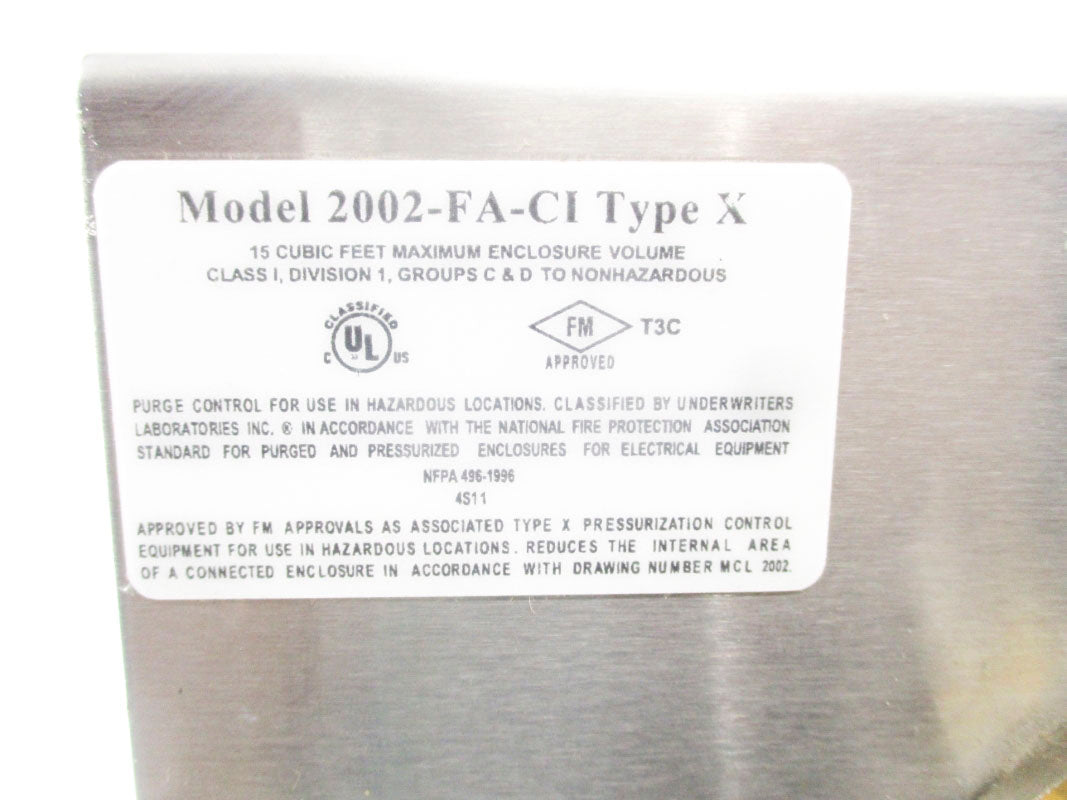 Model 2002-FA-CI Type X
15 CUBIC FEET MAXIMUM ENCLOSURE VOLUME
CLASS I, DIVISION 1, GROUPS C & D TO NONHAZARDOUS
CLASSIFIED
C UL US
FM T3C
APPROVED
PURGE CONTROL FOR USE IN HAZARDOUS LOCATIONS. CLASSIFIED BY UNDERWRITERS
LABORATORIES INC. ® IN ACCORDANCE WITH THE NATIONAL FIRE PROTECTION ASSOCIATION
STANDARD FOR PURGED AND PRESSURIZED ENCLOSURES FOR ELECTRICAL EQUIPMENT
NFPA 496-1996
4S11
APPROVED BY FM APPROVALS AS ASSOCIATED TYPE X PRESSURIZATION CONTROL
EQUIPMENT FOR USE IN HAZARDOUS LOCATIONS. REDUCES THE INTERNAL AREA
OF A CONNECTED ENCLOSURE IN ACCORDANCE WITH DRAWING NUMBER MCL 2002.